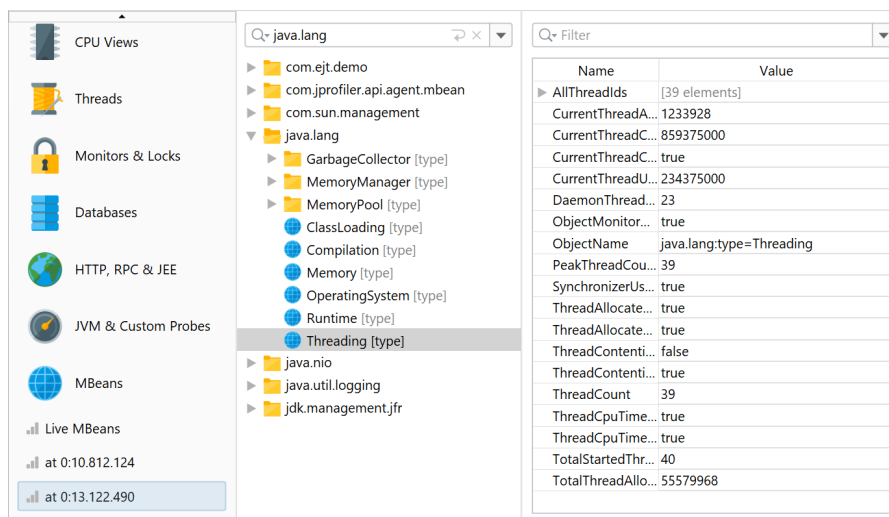 CPU Views
Threads
Monitors & Locks
Databases
HTTP, RPC & JEE
JVM & Custom Probes
MBeans
Live MBeans
at 0:10.812.124
at 0:13.122.490
java.lang
com.ejt.demo
com.jprofiler.api.agent.mbean
com.sun.management
java.lang
GarbageCollector [type]
MemoryManager [type]
MemoryPool [type]
ClassLoading [type]
Compilation [type]
Memory [type]
OperatingSystem [type]
Runtime [type]
Threading [type]
java.nio
java.util.logging
jdk.management.jfr
Filter
Name Value
AllThreadIds [39 elements]
CurrentThreadA... 1233928
CurrentThreadC... 859375000
CurrentThreadC... true
CurrentThreadU... 234375000
DaemonThread... 23
ObjectMonitor... true
ObjectName java.lang:type=Threading
PeakThreadCou... 39
SynchronizerUs... true
ThreadAllocate... true
ThreadAllocate... true
ThreadContenti... false
ThreadContenti... true
ThreadCount 39
ThreadCpuTime... true
ThreadCpuTime... true
TotalStartedThr... 40
TotalThreadAllo... 55579968